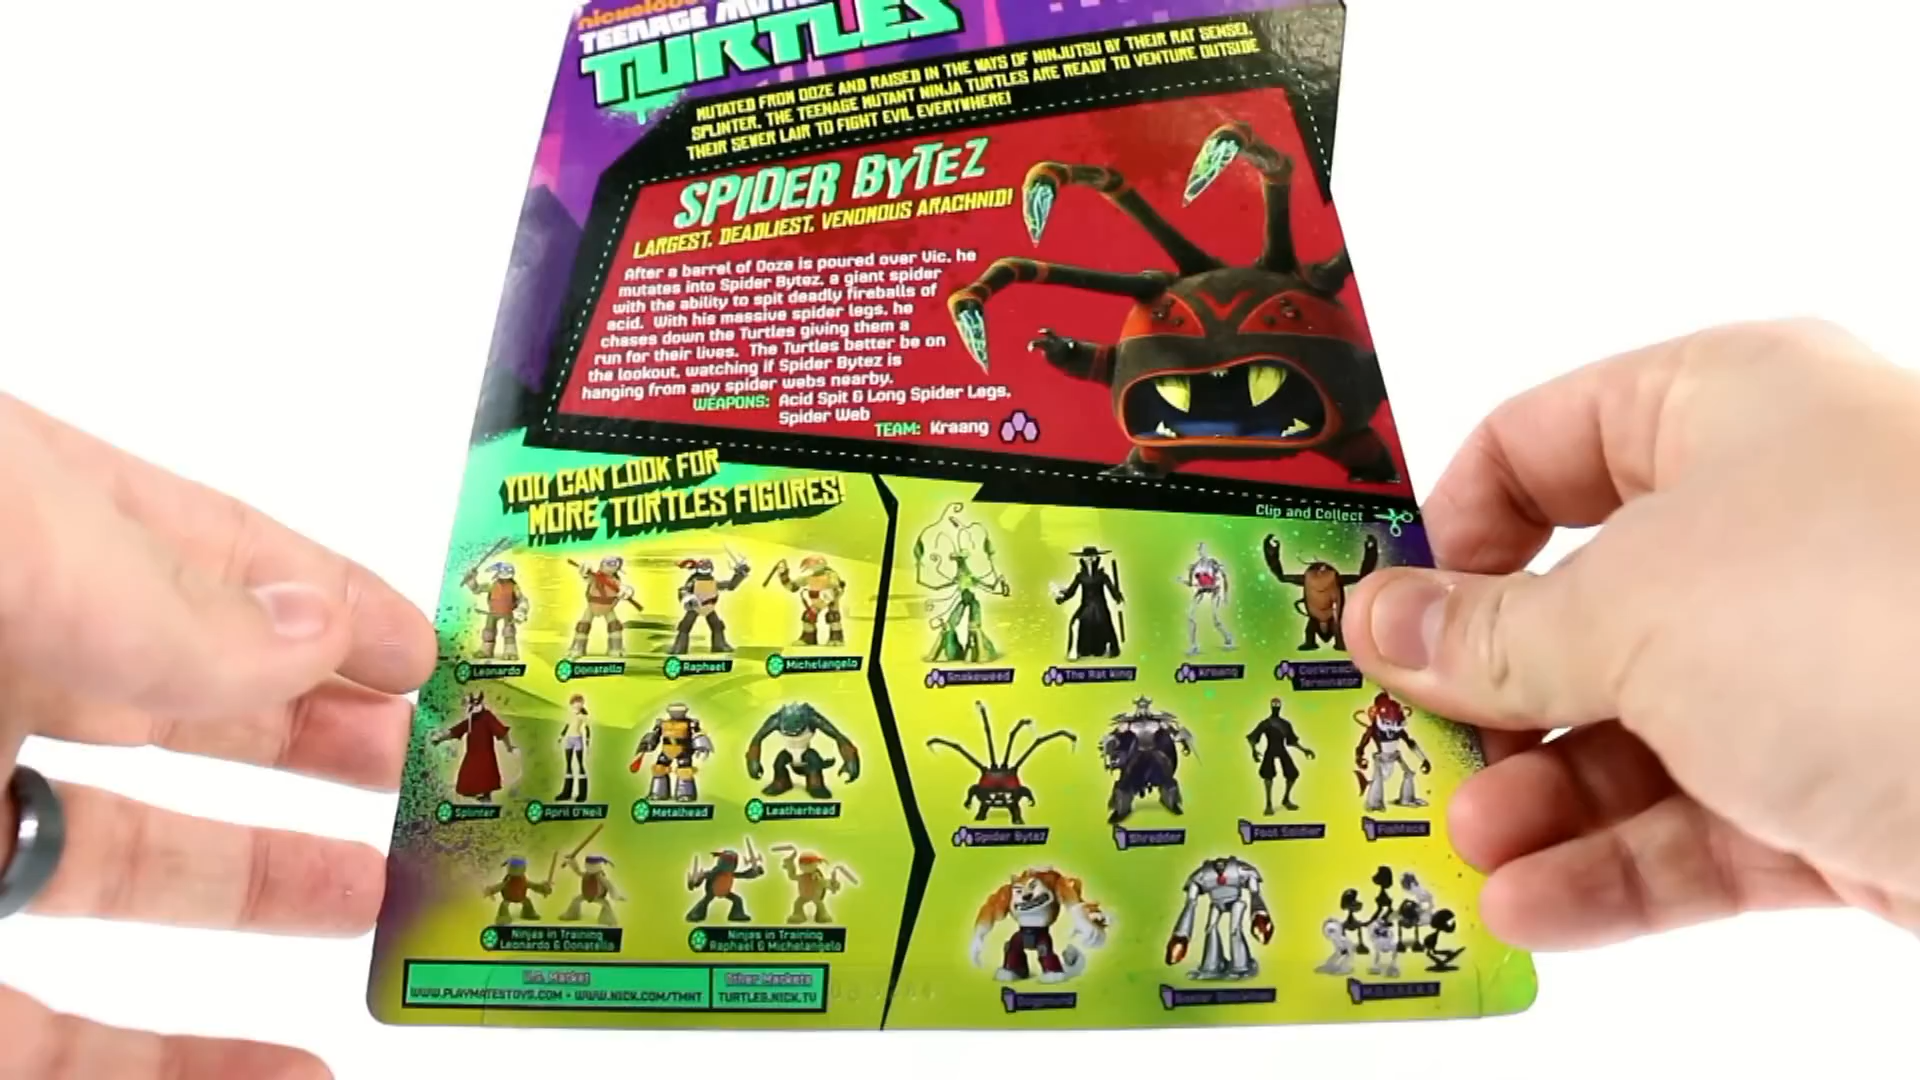 nickelodeon
TEENAGE MUTANT
TURTLES
MUTATED FROM OOZE AND RAISED IN THE WAYS OF NINJUTSU BY THEIR RAT SENSEI,
SPLINTER, THE TEENAGE MUTANT NINJA TURTLES ARE READY TO VENTURE OUTSIDE
THEIR SEWER LAIR TO FIGHT EVIL EVERYWHERE!
SPIDER BYTEZ
LARGEST, DEADLIEST, VENOMOUS ARACHNID!
After a barrel of Ooze is poured over Vic, he
mutates into Spider Bytez, a giant spider
with the ability to spit deadly fireballs of
acid. With his massive spider legs, he
chases down the Turtles giving them a
run for their lives. The Turtles better be on
the lookout, watching if Spider Bytez is
hanging from any spider webs nearby.
WEAPONS: Acid Spit & Long Spider Legs,
Spider Web
TEAM: Kraang
YOU CAN LOOK FOR
MORE TURTLES FIGURES!
Clip and Collect
Leonardo
Donatello
Raphael
Michelangelo
Snakeweed
The Rat King
Kraang
Cockroach
Terminator
Splinter
April O'Neil
Metalhead
Leatherhead
Spider Bytez
Shredder
Foot Soldier
Fishface
Ninjas in Training
Leonardo & Donatello
Ninjas in Training
Raphael & Michelangelo
Dogpound
U.S. Market
WWW.PLAYMATESTOYS.COM • WWW.NICK.COM/TMNT
Other Markets
TURTLES.NICK.TV